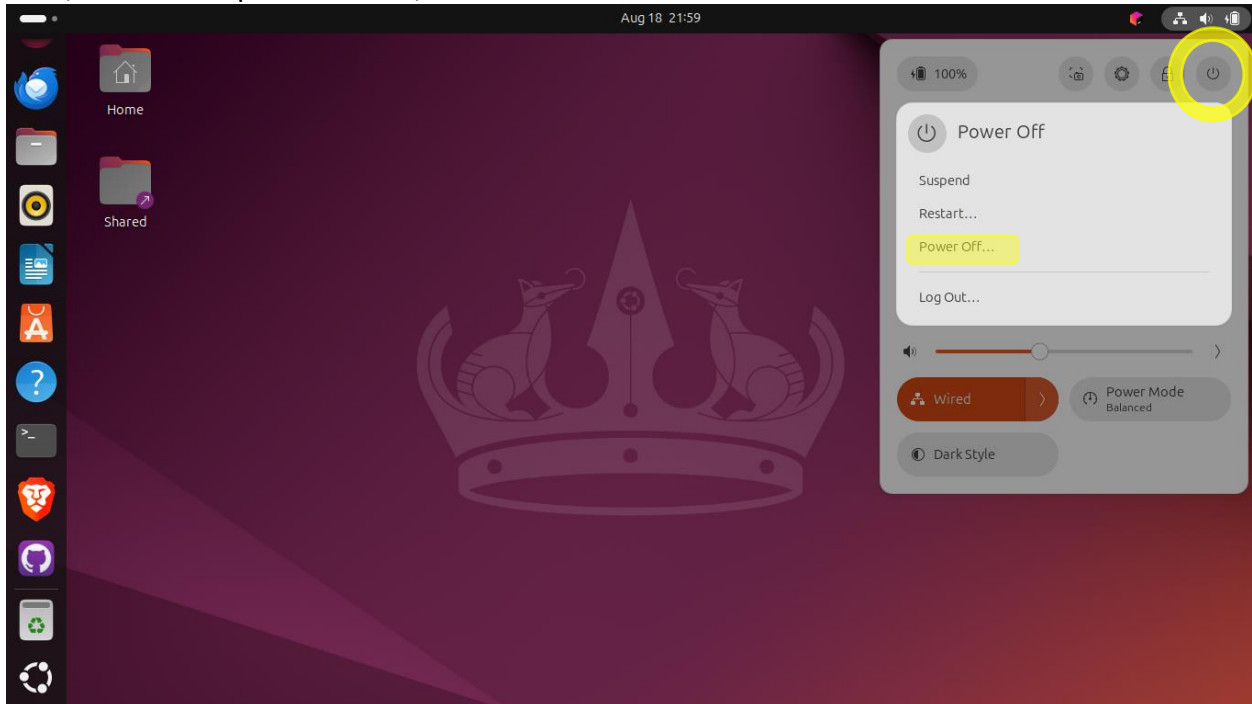 Aug 18 21:59
100%
Home
Power Off
Suspend
Shared
Restart...
Power Off...
Log Out...
Wired
Power Mode
Balanced
Dark Style